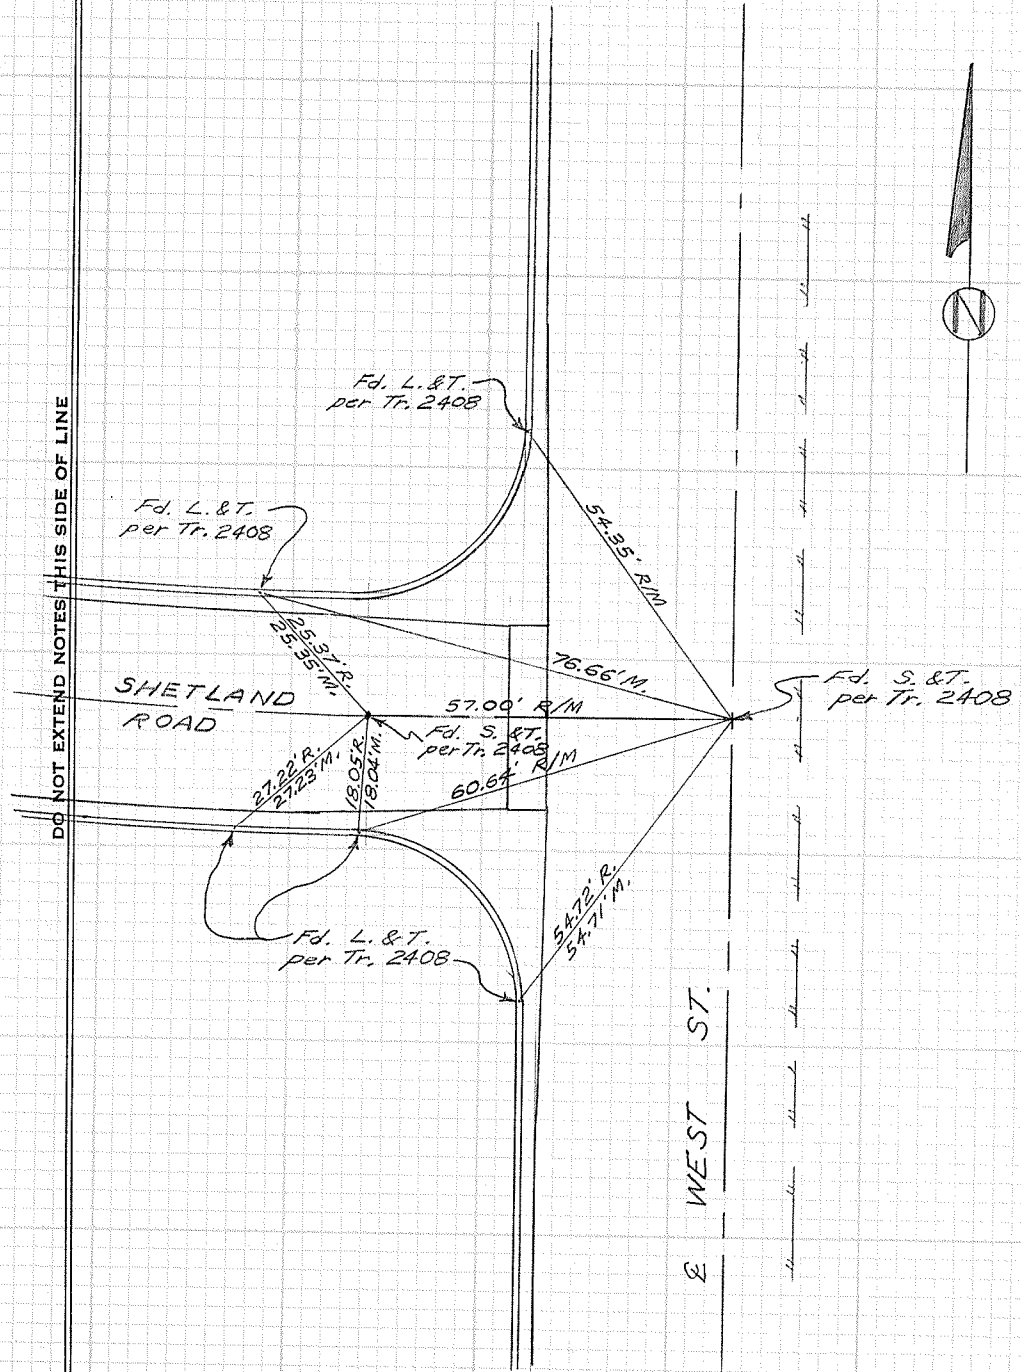 DO NOT EXTEND NOTES THIS SIDE OF LINE
N
Fd. L. &T.
per Tr. 2408
Fd. L. &T.
per Tr. 2408
54.35' R/M
25.37' R.
25.35' M.
76.66' M.
Fd. S. &T.
per Tr. 2408
SHETLAND
ROAD
57.00' R/M
Fd. S. &T.
per Tr. 2408
27.22' R.
27.23' M.
18.05' R.
18.04' M.
60.64' R/M
54.72' R.
54.71' M.
Fd. L. &T.
per Tr. 2408
℄ WEST ST.